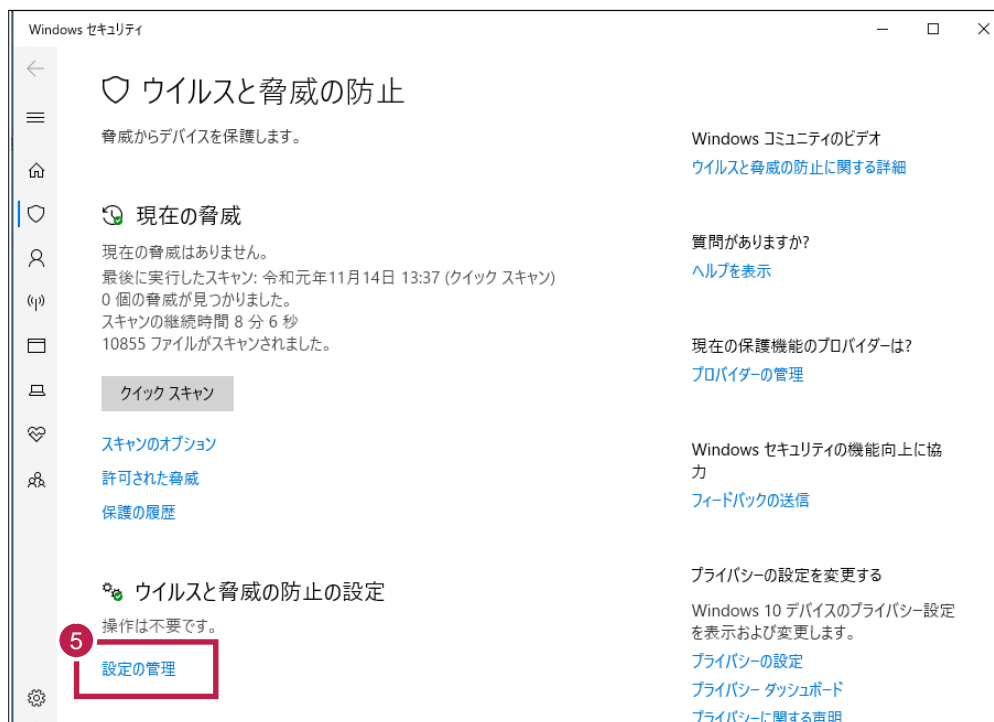 Windows セキュリティ
ウイルスと脅威の防止
脅威からデバイスを保護します。
現在の脅威
現在の脅威はありません。
最後に実行したスキャン: 令和元年11月14日 13:37 (クイック スキャン)
0 個の脅威が見つかりました。
スキャンの継続時間 8 分 6 秒
10855 ファイルがスキャンされました。
クイック スキャン
スキャンのオプション
許可された脅威
保護の履歴
ウイルスと脅威の防止の設定
操作は不要です。
5
設定の管理
Windows コミュニティのビデオ
ウイルスと脅威の防止に関する詳細
質問がありますか?
ヘルプを表示
現在の保護機能のプロバイダーは?
プロバイダーの管理
Windows セキュリティの機能向上に協
力
フィードバックの送信
プライバシーの設定を変更する
Windows 10 デバイスのプライバシー設定
を表示および変更します。
プライバシーの設定
プライバシー ダッシュボード
プライバシーに関する声明